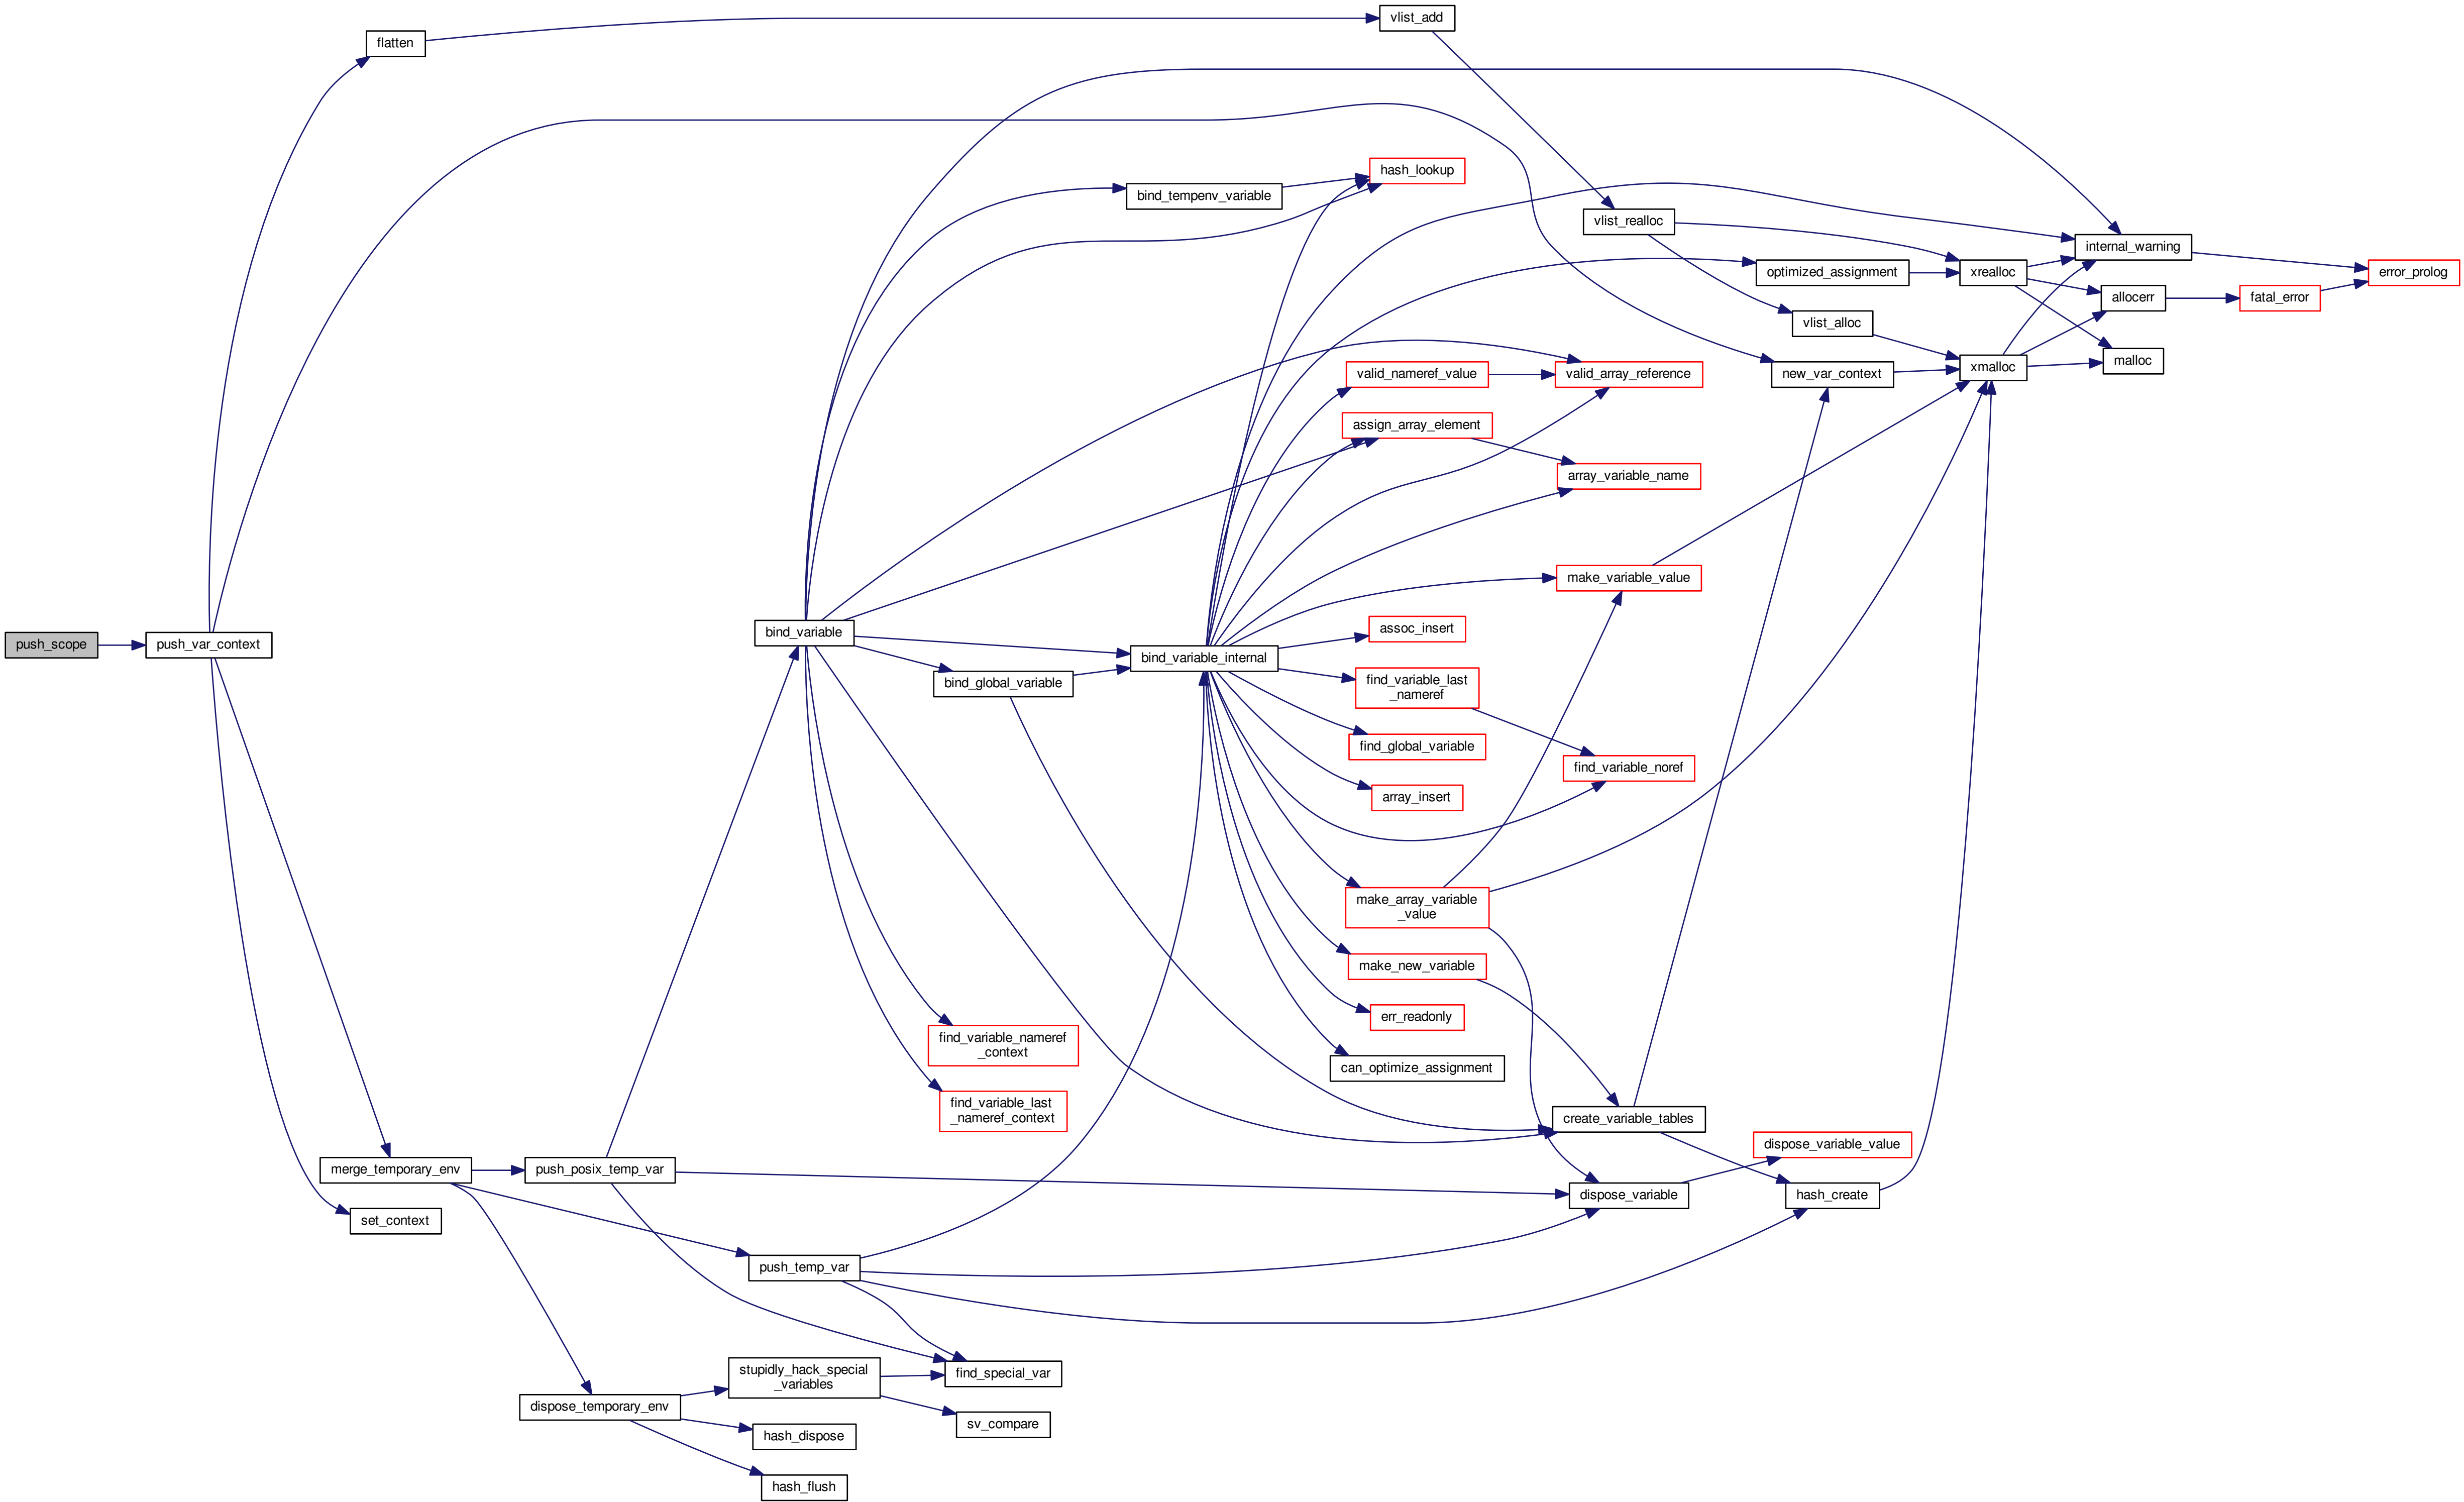 vlist_add
flatten
hash_lookup
bind_tempenv_variable
vlist_realloc
internal_warning
optimized_assignment
xrealloc
error_prolog
allocerr
fatal_error
vlist_alloc
malloc
valid_nameref_value
valid_array_reference
new_var_context
xmalloc
assign_array_element
array_variable_name
make_variable_value
push_scope
push_var_context
bind_variable
assoc_insert
bind_variable_internal
bind_global_variable
find_variable_last
_nameref
find_global_variable
find_variable_noref
array_insert
make_array_variable
_value
make_new_variable
err_readonly
find_variable_nameref
_context
can_optimize_assignment
find_variable_last
_nameref_context
create_variable_tables
dispose_variable_value
merge_temporary_env
push_posix_temp_var
dispose_variable
hash_create
set_context
push_temp_var
stupidly_hack_special
_variables
find_special_var
dispose_temporary_env
sv_compare
hash_dispose
hash_flush